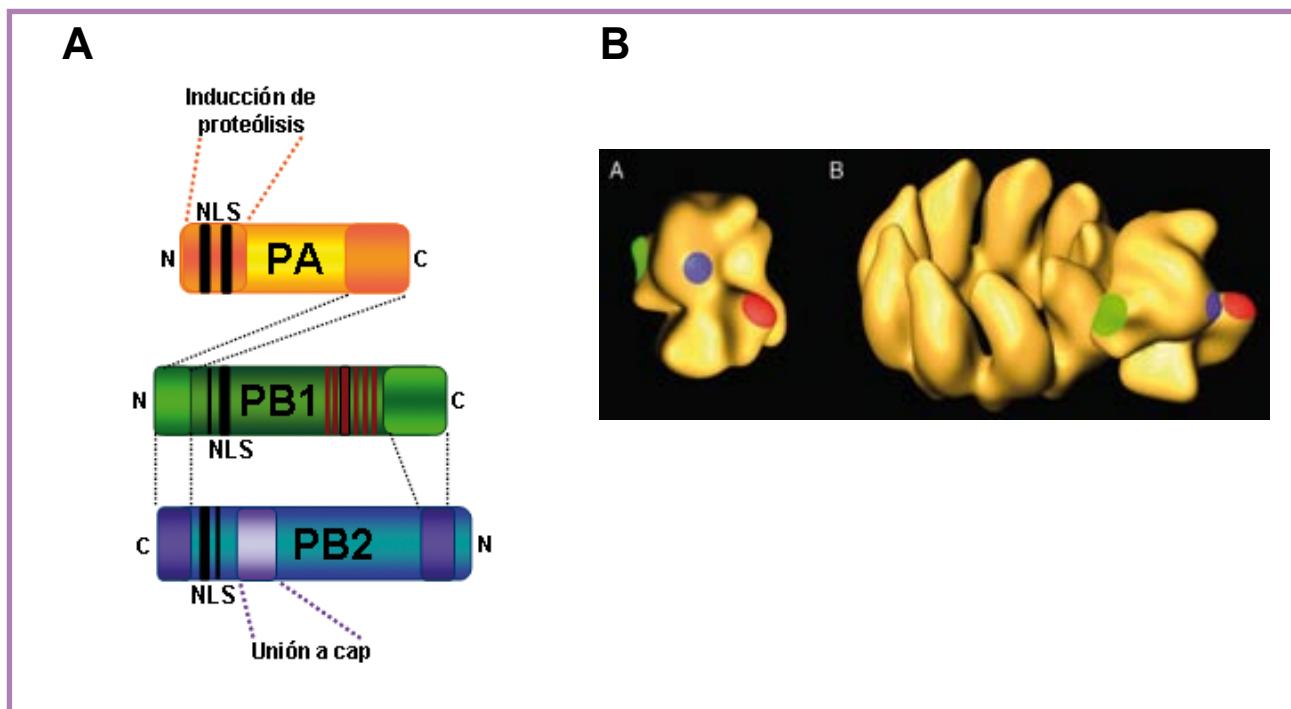 A
B
Inducción de
proteólisis
NLS
N
PA
C
N
PB1
C
NLS
C
PB2
N
NLS
Unión a cap
A
B